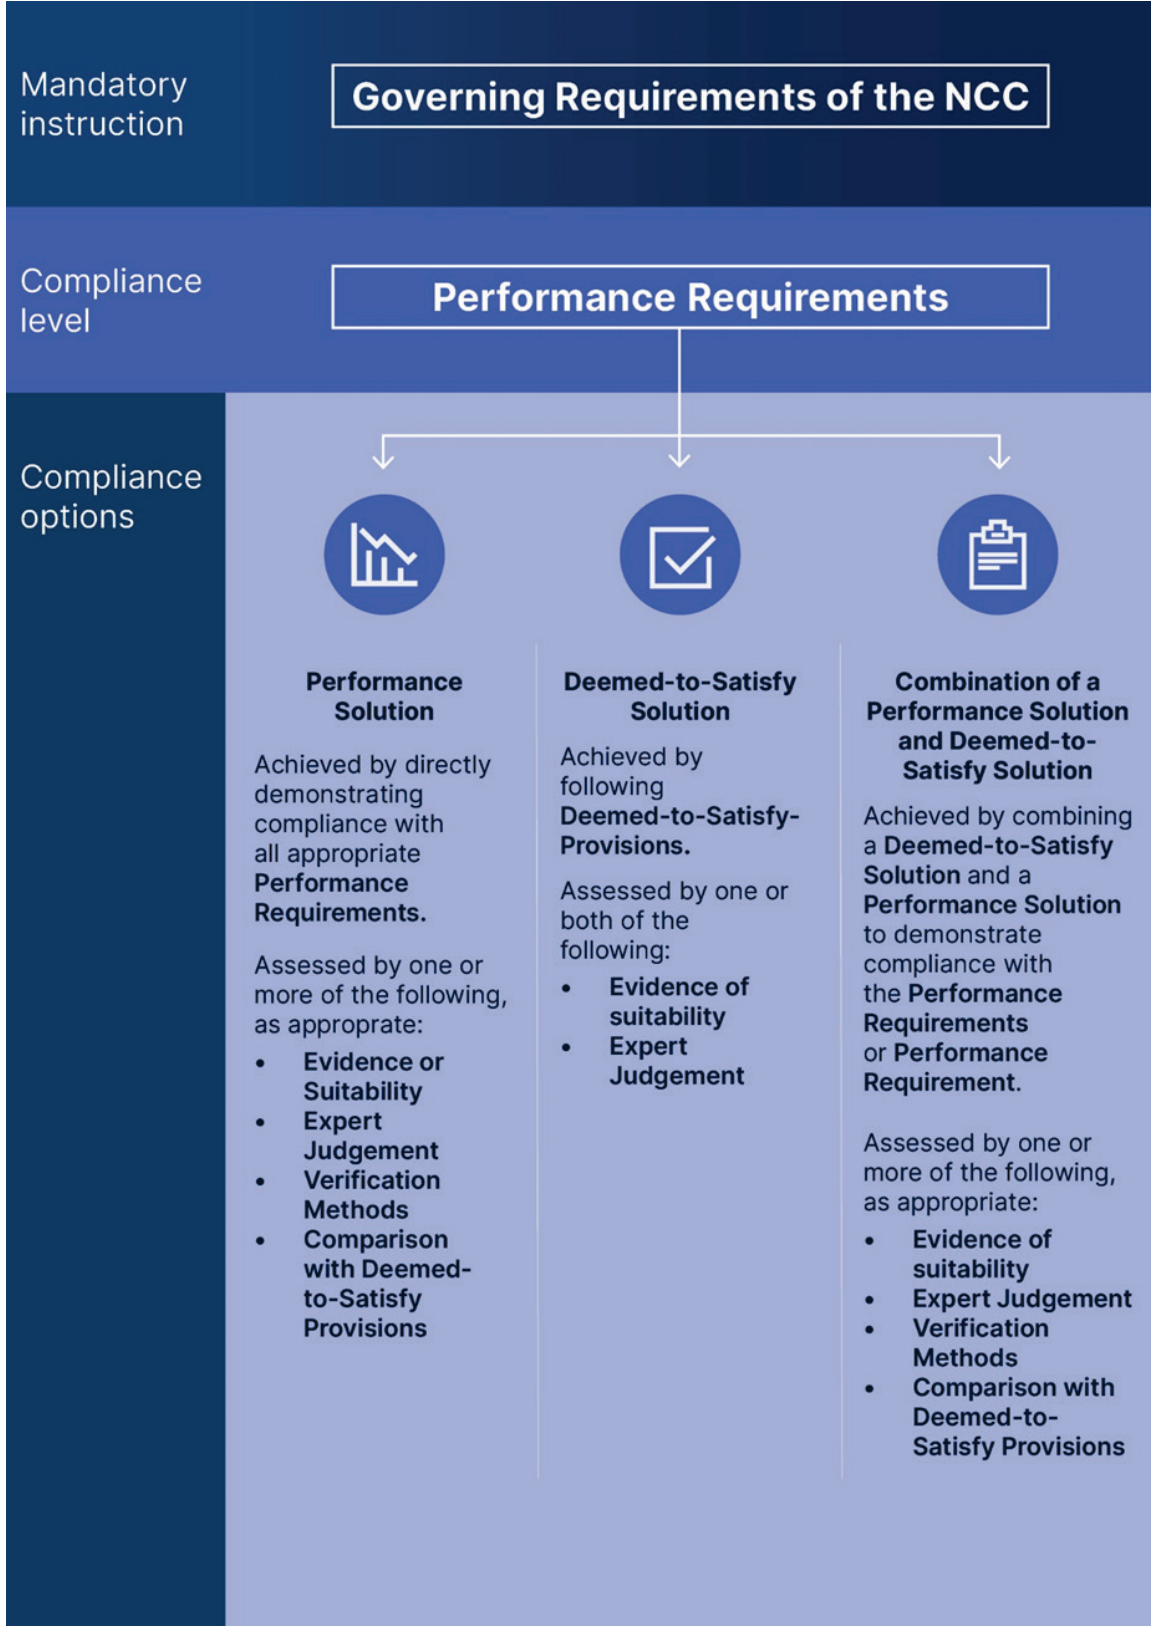 Mandatory
instruction
Governing Requirements of the NCC
Compliance
level
Performance Requirements
Compliance
options
Performance
Solution
Achieved by directly
demonstrating
compliance with
all appropriate
Performance
Requirements.
Assessed by one or
more of the following,
as approprate:
• Evidence or
Suitability
• Expert
Judgement
• Verification
Methods
• Comparison
with Deemed-
to-Satisfy
Provisions
Deemed-to-Satisfy
Solution
Achieved by
following
Deemed-to-Satisfy-
Provisions.
Assessed by one or
both of the
following:
• Evidence of
suitability
• Expert
Judgement
Combination of a
Performance Solution
and Deemed-to-
Satisfy Solution
Achieved by combining
a Deemed-to-Satisfy
Solution and a
Performance Solution
to demonstrate
compliance with
the Performance
Requirements
or Performance
Requirement.
Assessed by one or
more of the following,
as appropriate:
• Evidence of
suitability
• Expert Judgement
• Verification
Methods
• Comparison with
Deemed-to-
Satisfy Provisions